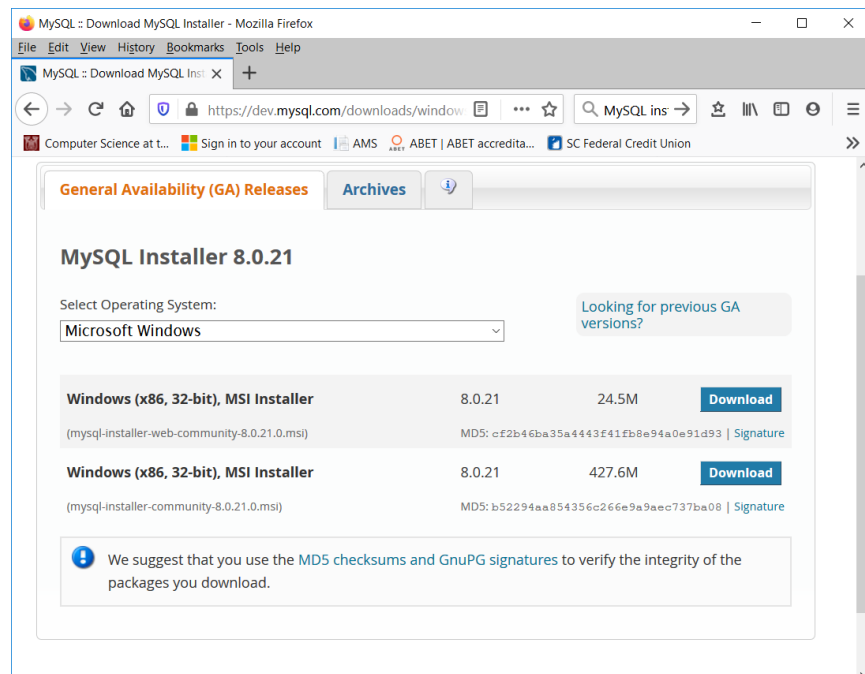 MySQL :: Download MySQL Installer - Mozilla Firefox
File Edit View History Bookmarks Tools Help
MySQL :: Download MySQL Inst
https://dev.mysql.com/downloads/window
MySQL ins
Computer Science at t... Sign in to your account AMS ABET | ABET accredita... SC Federal Credit Union
General Availability (GA) Releases Archives
MySQL Installer 8.0.21
Select Operating System:
Looking for previous GA
versions?
Microsoft Windows
Windows (x86, 32-bit), MSI Installer 8.0.21 24.5M Download
(mysql-installer-web-community-8.0.21.0.msi) MD5: cf2b46ba35a4443f41fb8e94a0e91d93 | Signature
Windows (x86, 32-bit), MSI Installer 8.0.21 427.6M Download
(mysql-installer-community-8.0.21.0.msi) MD5: b52294aa854356c266e9a9aec737ba08 | Signature
We suggest that you use the MD5 checksums and GnuPG signatures to verify the integrity of the
packages you download.